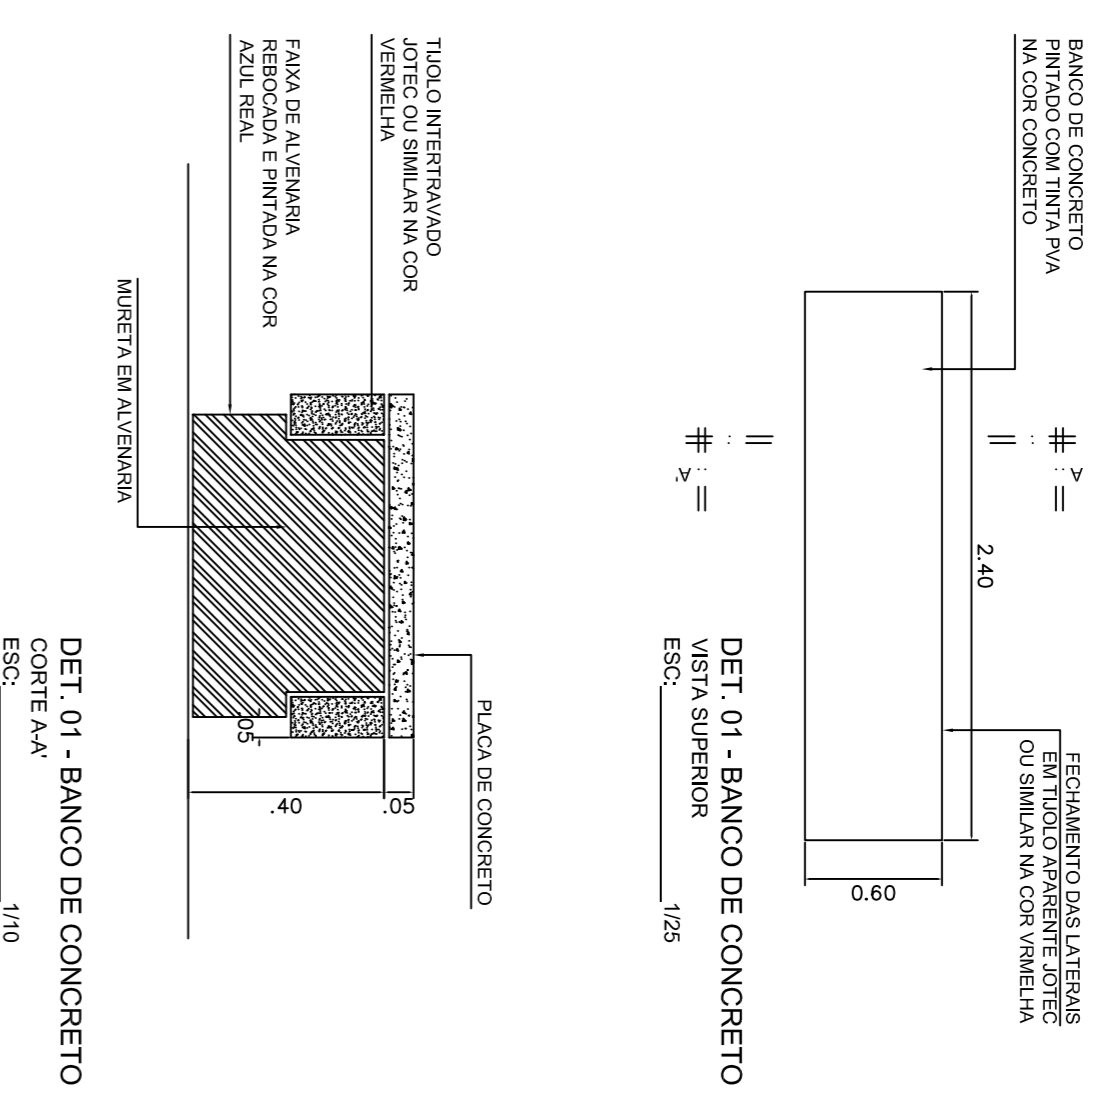 BANCO DE CONCRETO
PINTADO COM TINTA PVA
NA COR CONCRETO
A
A'
2.40
0.60
FECHAMENTO DAS LATERAIS
EM TIJOLO APARENTE JOTEC
OU SIMILAR NA COR VRMELHA
DET. 01 - BANCO DE CONCRETO
VISTA SUPERIOR
ESC: 1/25
TIJOLO INTERTRAVADO
JOTEC OU SIMILAR NA COR
VERMELHA
FAIXA DE ALVENARIA
REBOCADA E PINTADA NA COR
AZUL REAL
MURETA EM ALVENARIA
PLACA DE CONCRETO
.05
.40
.05
DET. 01 - BANCO DE CONCRETO
CORTE A-A'
ESC: 1/10